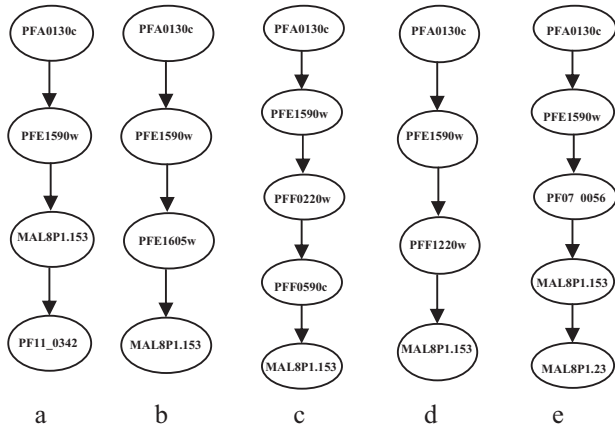 PFA0130c
PFE1590w
MAL8P1.153
PF11_0342
a
PFA0130c
PFE1590w
PFE1605w
MAL8P1.153
b
PFA0130c
PFE1590w
PFF0220w
PFF0590c
MAL8P1.153
c
PFA0130c
PFE1590w
PFF1220w
MAL8P1.153
d
PFA0130c
PFE1590w
PF07_0056
MAL8P1.153
MAL8P1.23
e